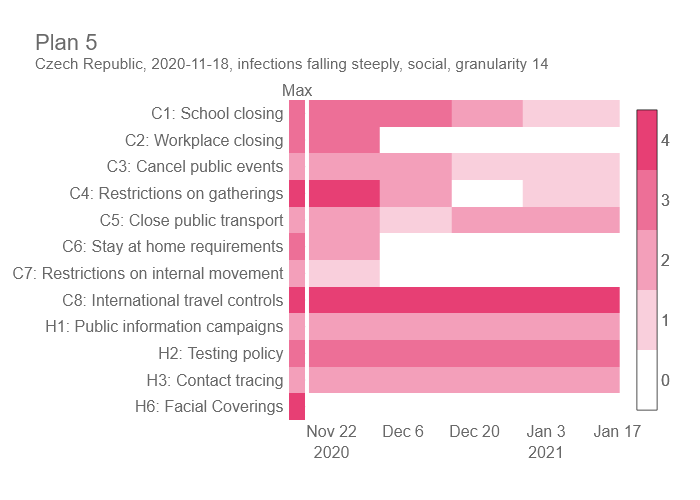 Plan 5
Czech Republic, 2020-11-18, infections falling steeply, social, granularity 14
Max
C1: School closing
C2: Workplace closing
C3: Cancel public events
C4: Restrictions on gatherings
C5: Close public transport
C6: Stay at home requirements
C7: Restrictions on internal movement
C8: International travel controls
H1: Public information campaigns
H2: Testing policy
H3: Contact tracing
H6: Facial Coverings
4
3
2
1
0
Nov 22 Dec 6 Dec 20 Jan 3 Jan 17
2020 2021